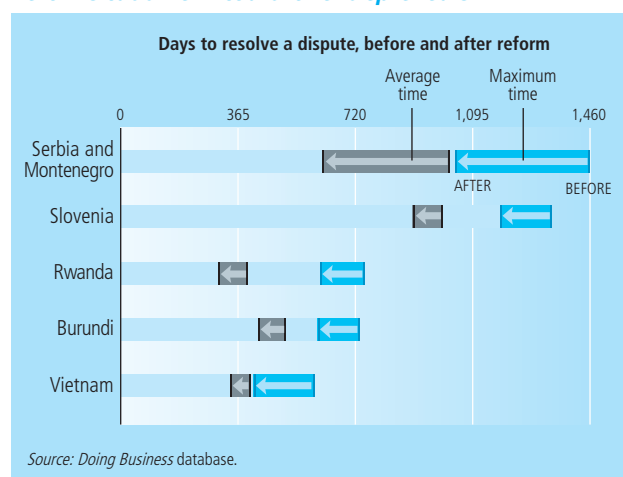 Days to resolve a dispute, before and after reform
Average
time
Maximum
time
0 365 720 1,095 1,460
Serbia and
Montenegro
AFTER
BEFORE
Slovenia
Rwanda
Burundi
Vietnam
Source: Doing Business database.